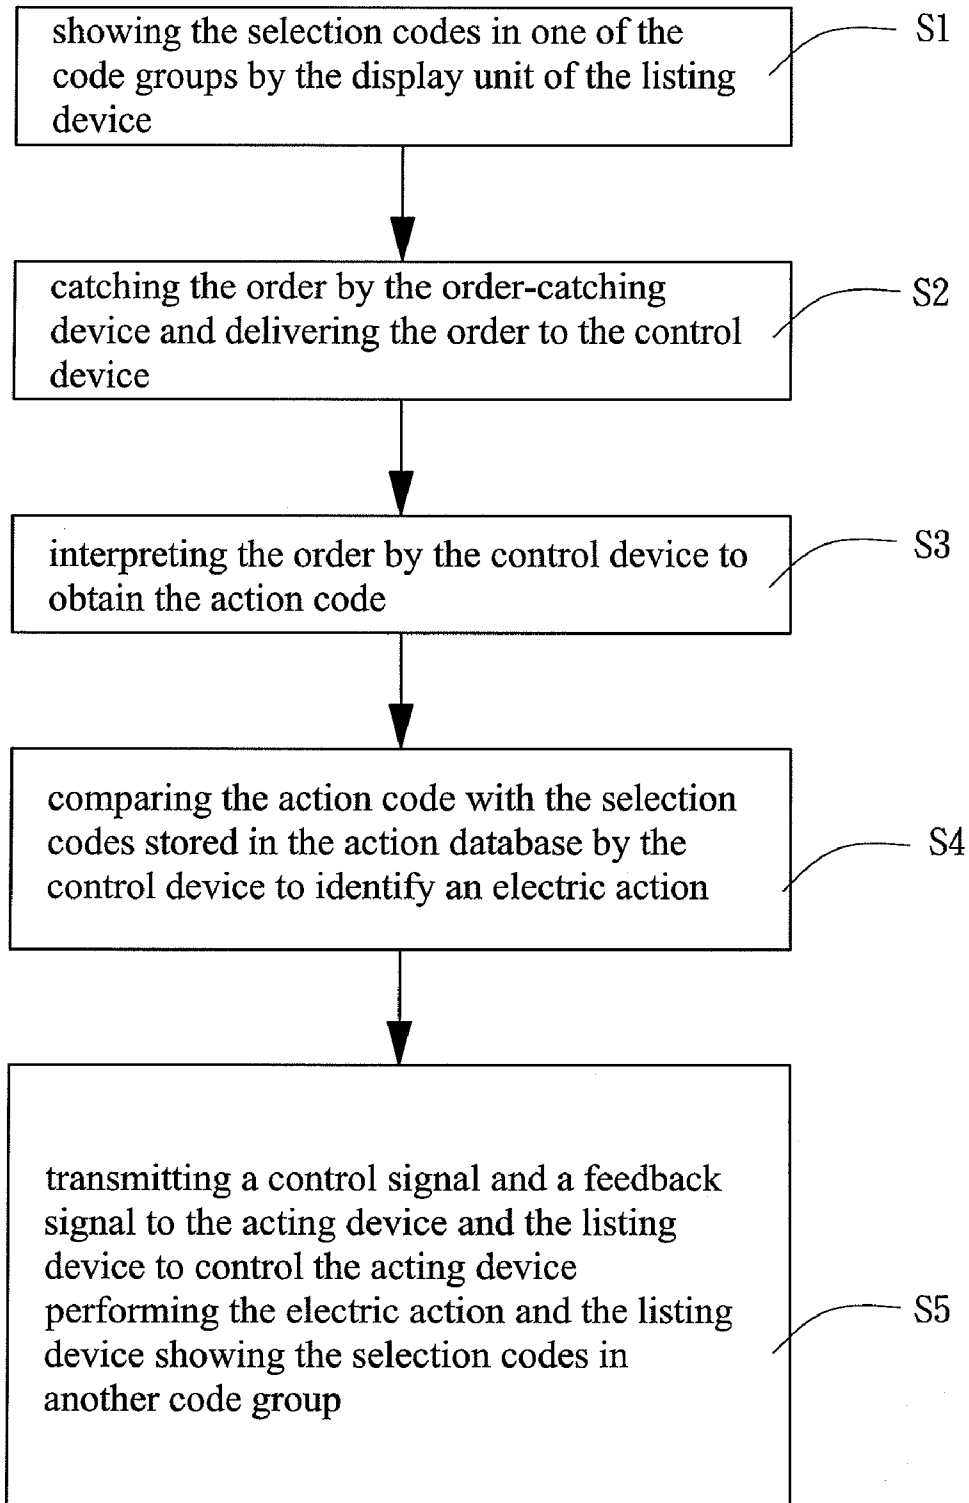 showing the selection codes in one of the
code groups by the display unit of the listing
device
S1
catching the order by the order-catching
device and delivering the order to the control
device
S2
interpreting the order by the control device to
obtain the action code
S3
comparing the action code with the selection
codes stored in the action database by the
control device to identify an electric action
S4
transmitting a control signal and a feedback
signal to the acting device and the listing
device to control the acting device
performing the electric action and the listing
device showing the selection codes in
another code group
S5